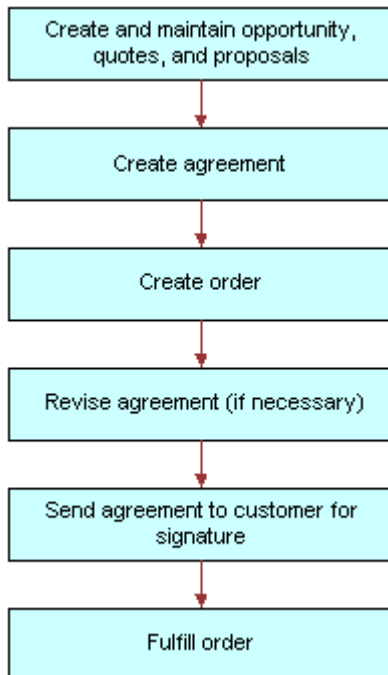 Create and maintain opportunity,
quotes, and proposals
Create agreement
Create order
Revise agreement (if necessary)
Send agreement to customer for
signature
Fulfill order